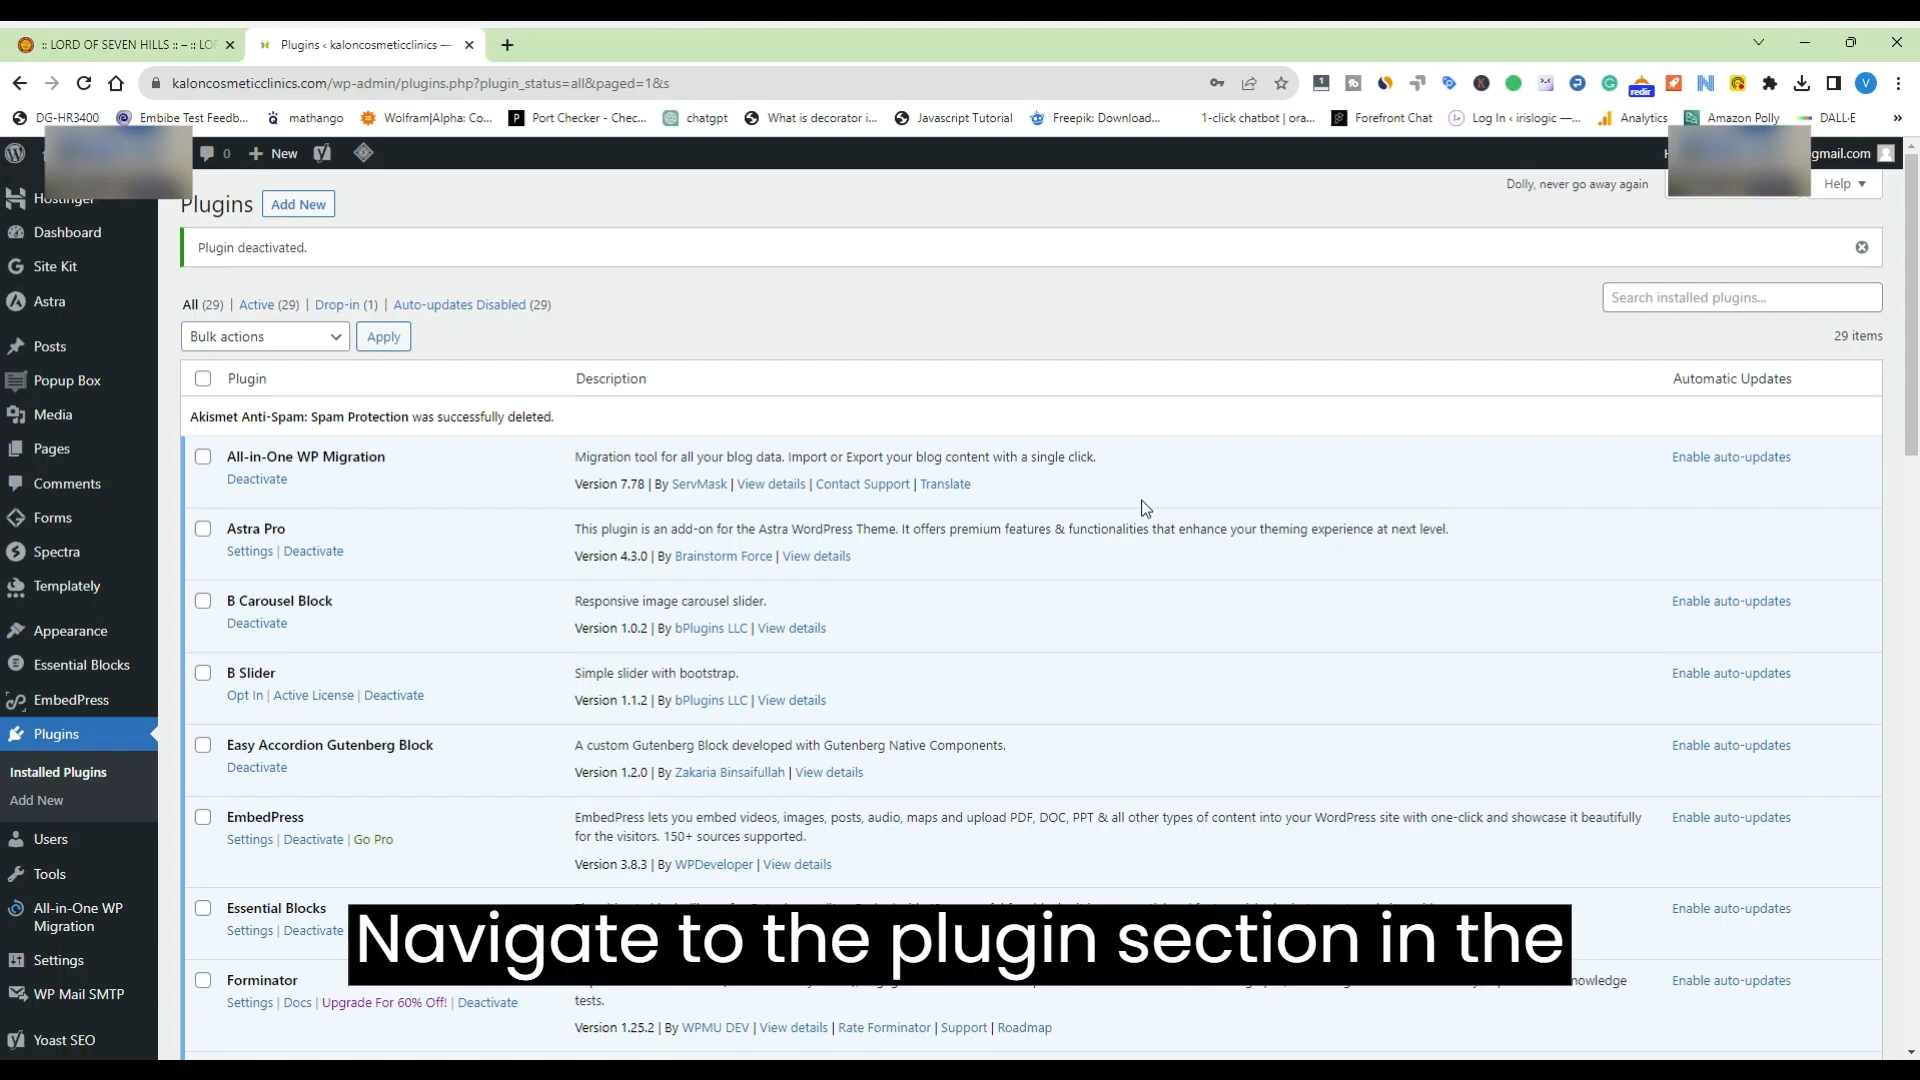 :: LORD OF SEVEN HILLS :: – :: LOF
Plugins ‹ kaloncosmeticclinics —
kaloncosmeticclinics.com/wp-admin/plugins.php?plugin_status=all&paged=1&s
redir
V
DG-HR3400
Embibe Test Feedb...
mathango
Wolfram|Alpha: Co...
Port Checker - Chec...
chatgpt
What is decorator i...
Javascript Tutorial
Freepik: Download...
1-click chatbot | ora...
Forefront Chat
Log In ‹ irislogic —...
Analytics
Amazon Polly
DALL·E
0
New
gmail.com
Hostinger
Dashboard
Site Kit
Astra
Posts
Popup Box
Media
Pages
Comments
Forms
Spectra
Templately
Appearance
Essential Blocks
EmbedPress
Plugins
Installed Plugins
Add New
Users
Tools
All-in-One WP
Migration
Settings
WP Mail SMTP
Yoast SEO
Dolly, never go away again
Help
Plugins Add New
Plugin deactivated.
All (29) | Active (29) | Drop-in (1) | Auto-updates Disabled (29)
Search installed plugins...
Bulk actions Apply
29 items
Plugin Description Automatic Updates
Akismet Anti-Spam: Spam Protection was successfully deleted.
All-in-One WP Migration
Deactivate
Migration tool for all your blog data. Import or Export your blog content with a single click.
Version 7.78 | By ServMask | View details | Contact Support | Translate
Enable auto-updates
Astra Pro
Settings | Deactivate
This plugin is an add-on for the Astra WordPress Theme. It offers premium features & functionalities that enhance your theming experience at next level.
Version 4.3.0 | By Brainstorm Force | View details
B Carousel Block
Deactivate
Responsive image carousel slider.
Version 1.0.2 | By bPlugins LLC | View details
Enable auto-updates
B Slider
Opt In | Active License | Deactivate
Simple slider with bootstrap.
Version 1.1.2 | By bPlugins LLC | View details
Enable auto-updates
Easy Accordion Gutenberg Block
Deactivate
A custom Gutenberg Block developed with Gutenberg Native Components.
Version 1.2.0 | By Zakaria Binsaifullah | View details
Enable auto-updates
EmbedPress
Settings | Deactivate | Go Pro
EmbedPress lets you embed videos, images, posts, audio, maps and upload PDF, DOC, PPT & all other types of content into your WordPress site with one-click and showcase it beautifully
for the visitors. 150+ sources supported.
Version 3.8.3 | By WPDeveloper | View details
Enable auto-updates
Essential Blocks
Settings | Deactivate
Enable auto-updates
Navigate to the plugin section in the
Forminator
Settings | Docs | Upgrade For 60% Off! | Deactivate
tests.
Version 1.25.2 | By WPMU DEV | View details | Rate Forminator | Support | Roadmap
Enable auto-updates